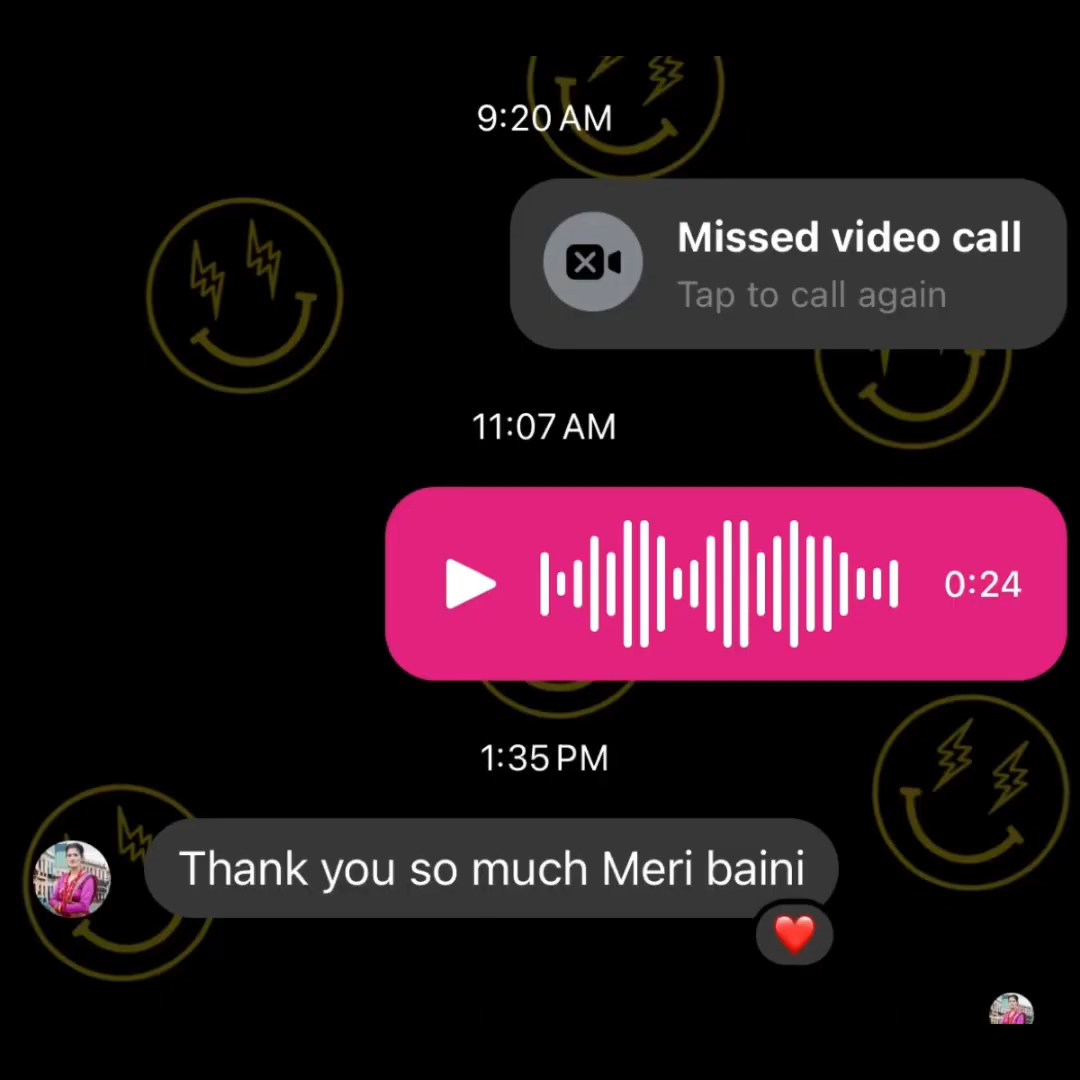 9:20 AM
Missed video call
Tap to call again
11:07 AM
0:24
1:35 PM
Thank you so much Meri baini